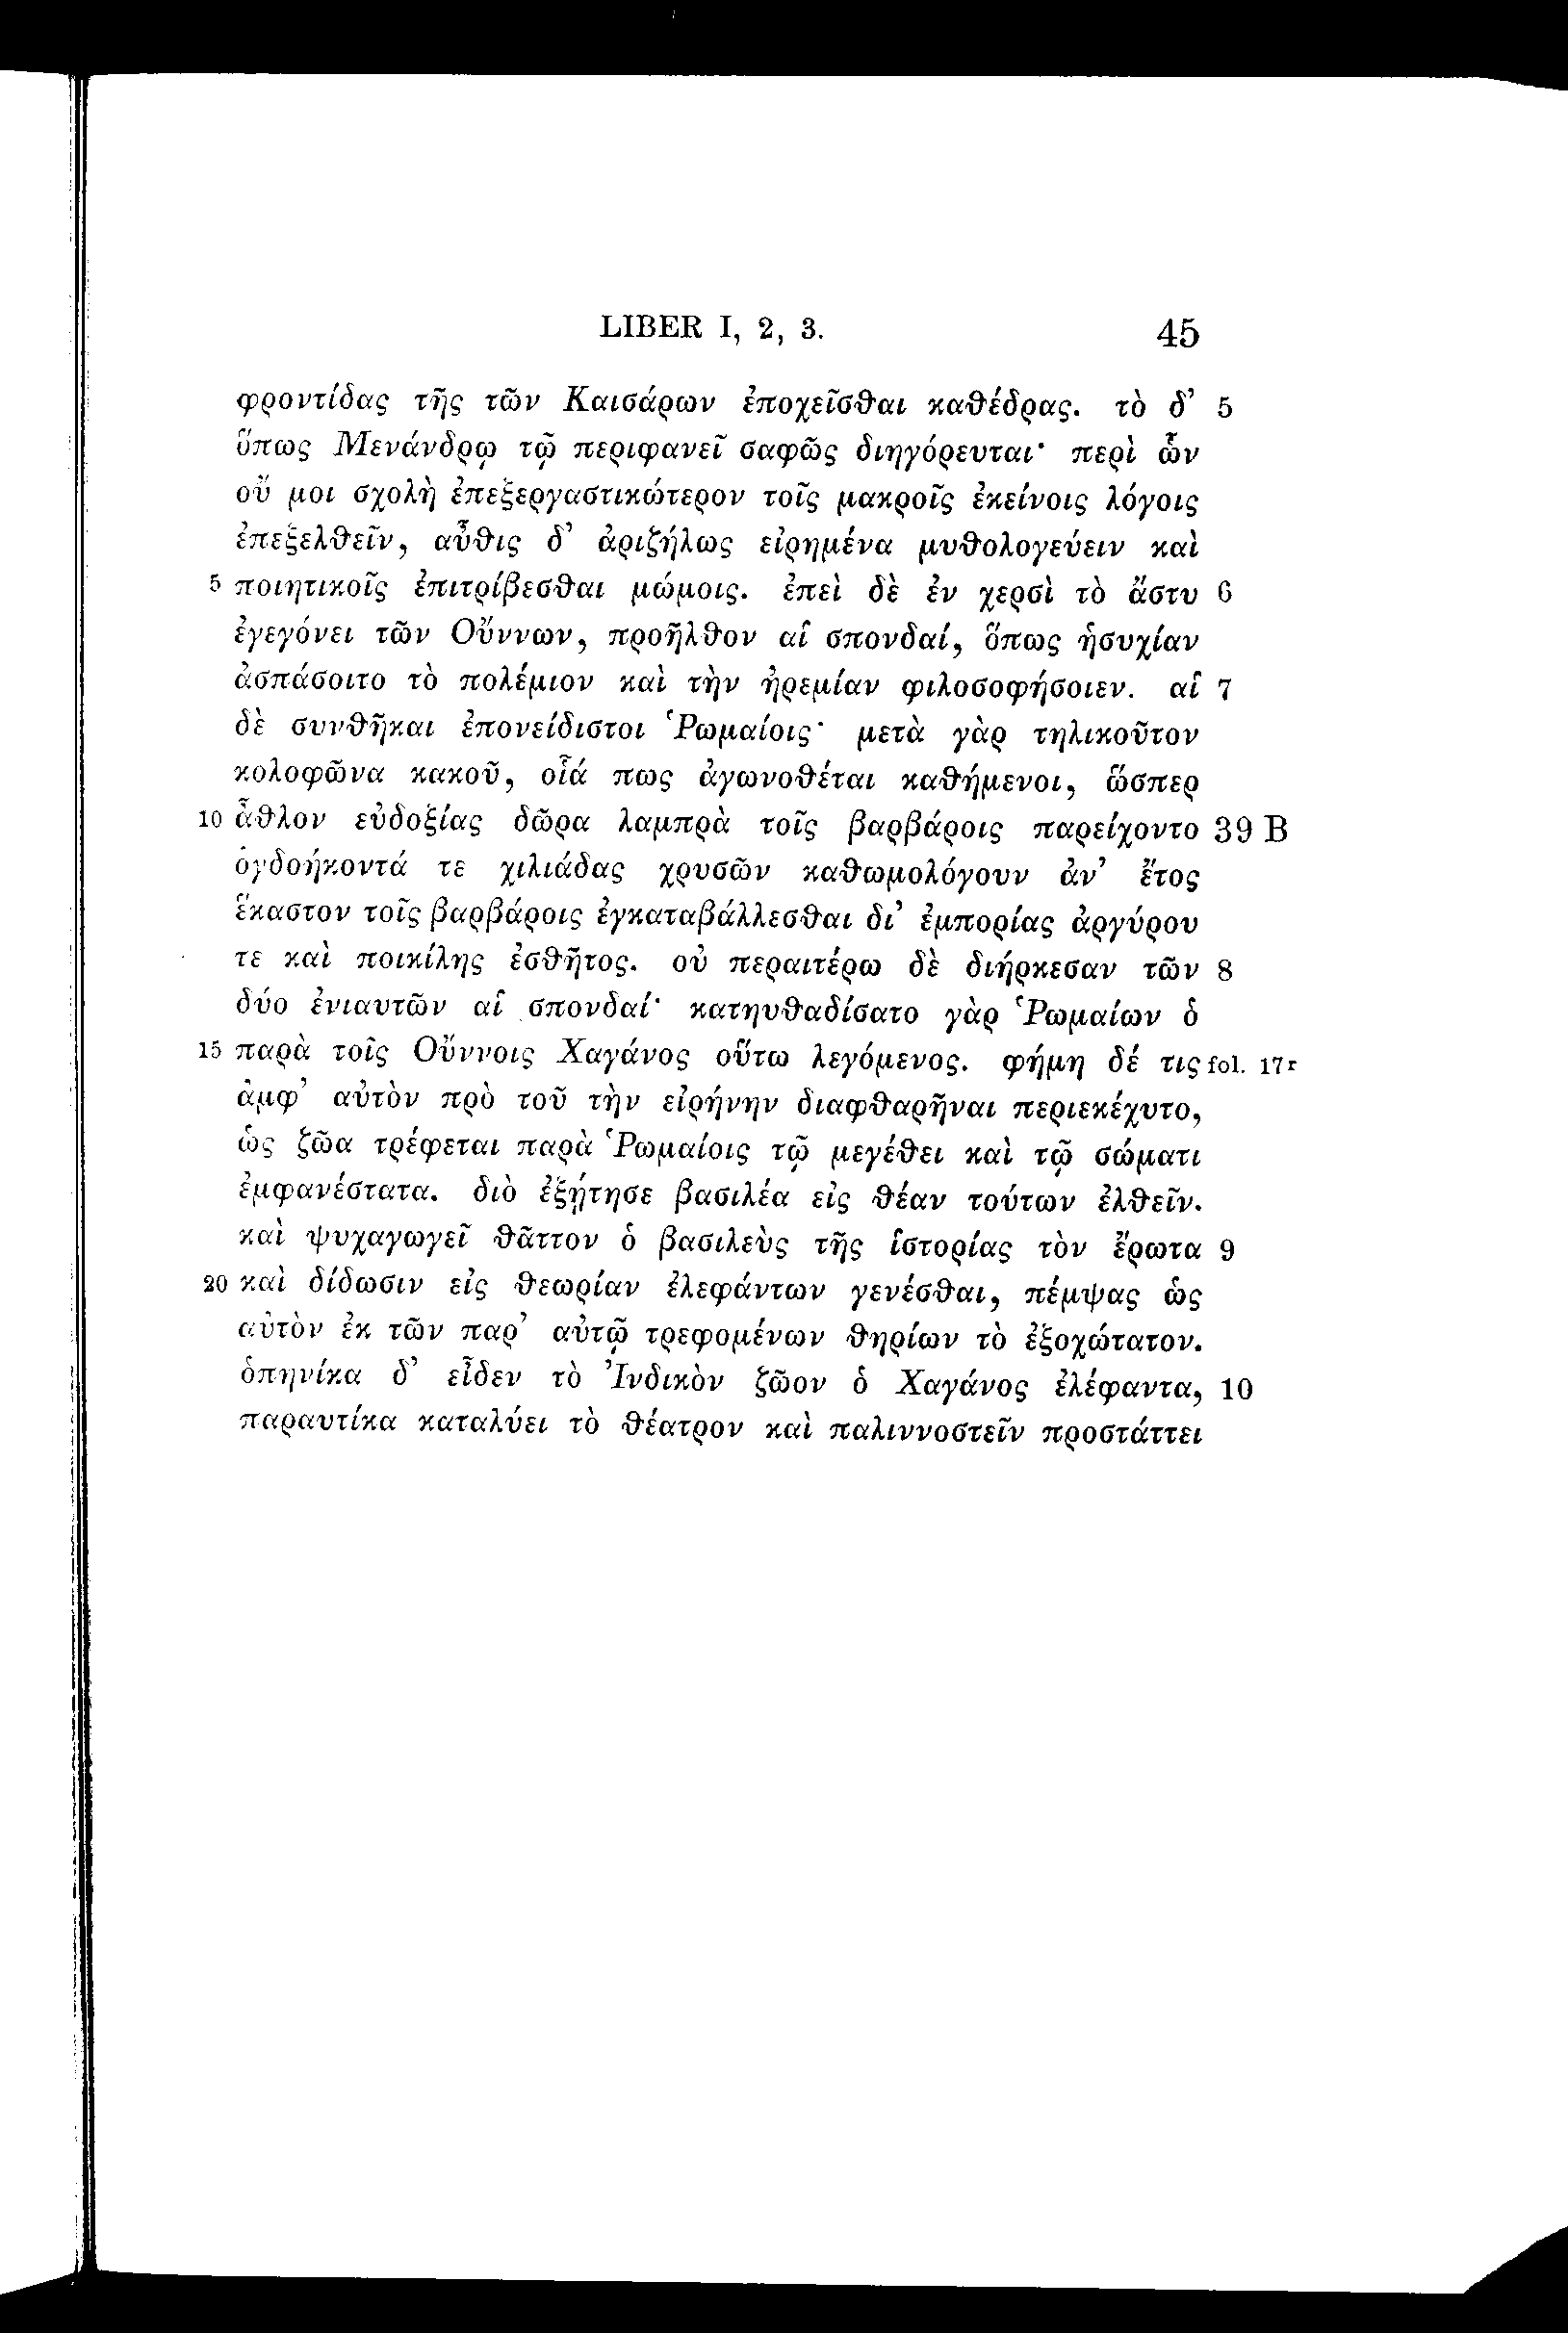 LIBER I, 2, 3. 45
φροντίδας τῆς τῶν Καισάρων ἐποχεῖσθαι καθέδρας. τὸ δ’ 5
ὅπως Μενάνδρῳ τῷ περιφανεῖ σαφῶς διηγόρευται· περὶ ὧν
οὔ μοι σχολὴ ἐπεξεργαστικώτερον τοῖς μακροῖς ἐκείνοις λόγοις
ἐπεξελθεῖν, αὖθις δ’ ἀριζήλως εἰρημένα μυθολογεύειν καὶ
5 ποιητικοῖς ἐπιτρίβεσθαι μώμοις. ἐπεὶ δὲ ἐν χερσὶ τὸ ἄστυ 6
ἐγεγόνει τῶν Οὔννων, προῆλθον αἱ σπονδαί, ὅπως ἡσυχίαν
ἀσπάσοιτο τὸ πολέμιον καὶ τὴν ἠρεμίαν φιλοσοφήσοιεν. αἱ 7
δὲ συνθῆκαι ἐπονείδιστοι Ῥωμαίοις· μετὰ γὰρ τηλικοῦτον
κολοφῶνα κακοῦ, οἷά πως ἀγωνοθέται καθήμενοι, ὥσπερ
10 ἆθλον εὐδοξίας δῶρα λαμπρὰ τοῖς βαρβάροις παρείχοντο 39 B
ὀγδοήκοντά τε χιλιάδας χρυσῶν καθωμολόγουν ἀν’ ἔτος
ἕκαστον τοῖς βαρβάροις ἐγκαταβάλλεσθαι δι’ ἐμπορίας ἀργύρου
τε καὶ ποικίλης ἐσθῆτος. οὐ περαιτέρω δὲ διήρκεσαν τῶν 8
δύο ἐνιαυτῶν αἱ σπονδαί· κατηυθαδίσατο γὰρ Ῥωμαίων ὁ
15 παρὰ τοῖς Οὔννοις Χαγάνος οὕτω λεγόμενος. φήμη δέ τις fol. 17r
ἀμφ’ αὐτὸν πρὸ τοῦ τὴν εἰρήνην διαφθαρῆναι περιεκέχυτο,
ὡς ζῶα τρέφεται παρὰ Ῥωμαίοις τῷ μεγέθει καὶ τῷ σώματι
ἐμφανέστατα. διὸ ἐξῄτησε βασιλέα εἰς θέαν τούτων ἐλθεῖν.
καὶ ψυχαγωγεῖ θᾶττον ὁ βασιλεὺς τῆς ἱστορίας τὸν ἔρωτα 9
20 καὶ δίδωσιν εἰς θεωρίαν ἐλεφάντων γενέσθαι, πέμψας ὡς
αὐτὸν ἐκ τῶν παρ’ αὐτῷ τρεφομένων θηρίων τὸ ἐξοχώτατον.
ὁπηνίκα δ’ εἶδεν τὸ Ἰνδικὸν ζῶον ὁ Χαγάνος ἐλέφαντα, 10
παραυτίκα καταλύει τὸ θέατρον καὶ παλιννοστεῖν προστάττει